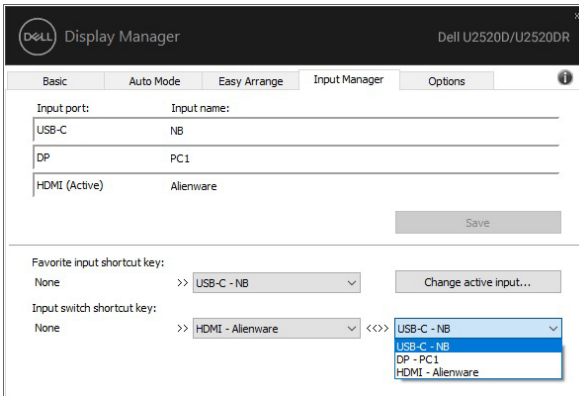 DELL Display Manager Dell U2520D/U2520DR
Basic Auto Mode Easy Arrange Input Manager Options
Input port: Input name:
USB-C NB
DP PC1
HDMI (Active) Alienware
Save
Favorite input shortcut key:
None >> USB-C - NB Change active input...
Input switch shortcut key:
None >> HDMI - Alienware <<>> USB-C - NB
USB-C - NB
DP - PC1
HDMI - Alienware